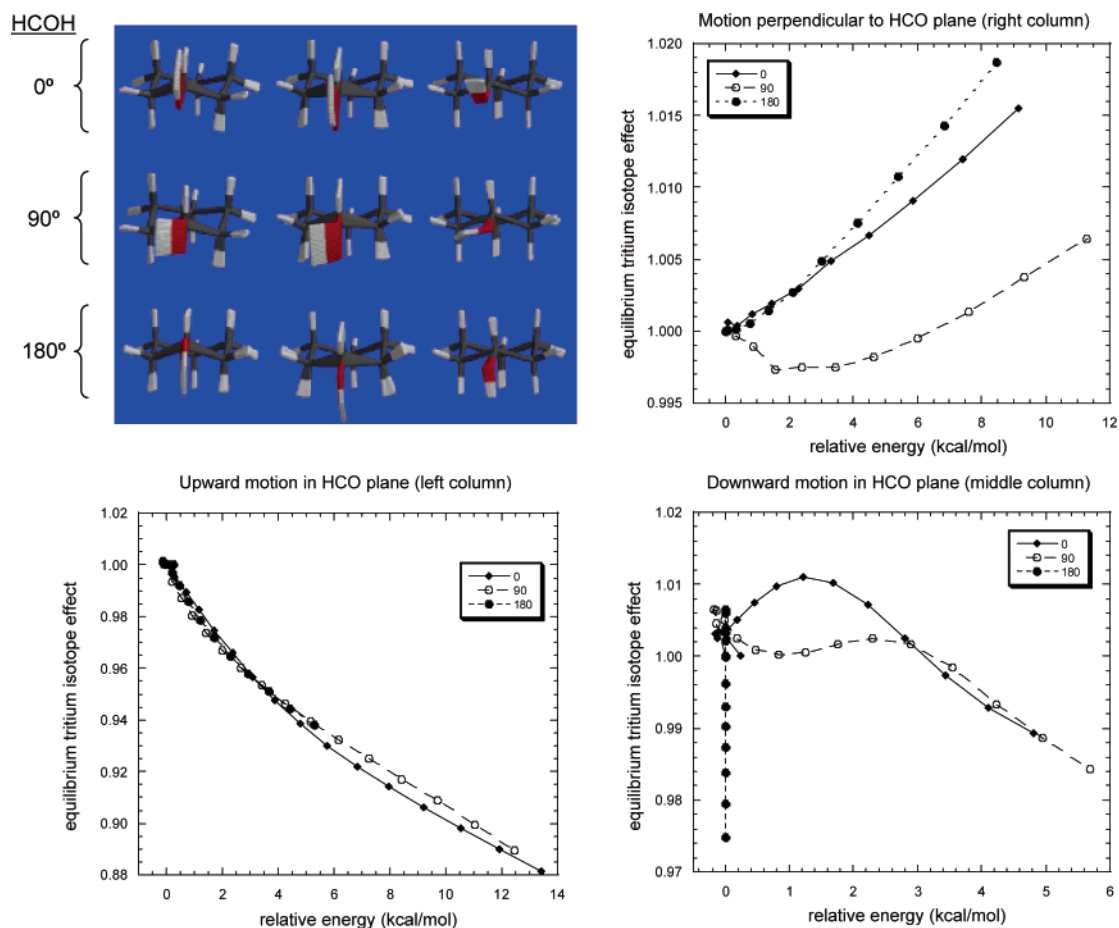 HCOH
0º
90º
180º
Motion perpendicular to HCO plane (right column)
equilibrium tritium isotope effect
1.020
1.015
1.010
1.005
1.000
0.995
0
90
180
0 2 4 6 8 10 12
relative energy (kcal/mol)
Upward motion in HCO plane (left column)
equilibrium tritium isotope effect
1.02
1.00
0.98
0.96
0.94
0.92
0.90
0.88
0
90
180
0 2 4 6 8 10 12 14
relative energy (kcal/mol)
Downward motion in HCO plane (middle column)
equilibrium tritium isotope effect
1.02
1.01
1.00
0.99
0.98
0.97
0
90
180
0 1 2 3 4 5 6
relative energy (kcal/mol)